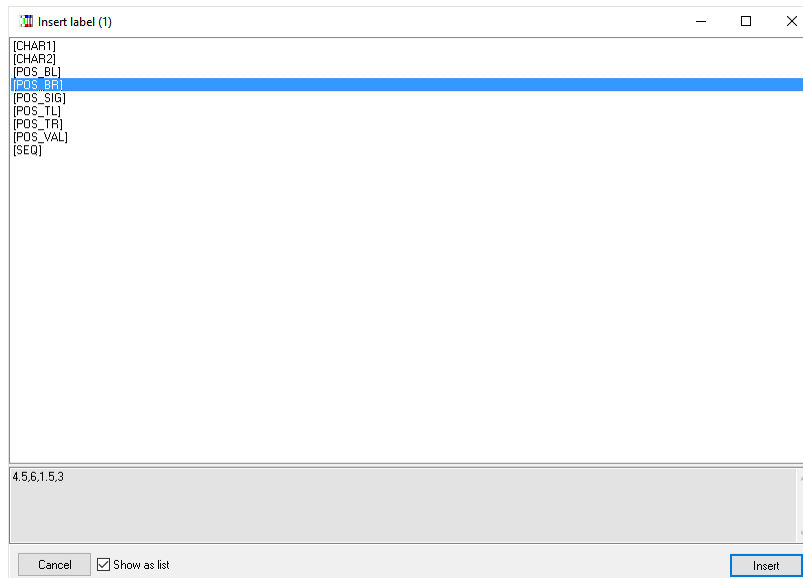 Insert label (1)
[CHAR1]
[CHAR2]
[POS_BL]
[POS_BR]
[POS_SIG]
[POS_TL]
[POS_TR]
[POS_VAL]
[SEQ]
4.5,6,1.5,3
Cancel
Show as list
Insert